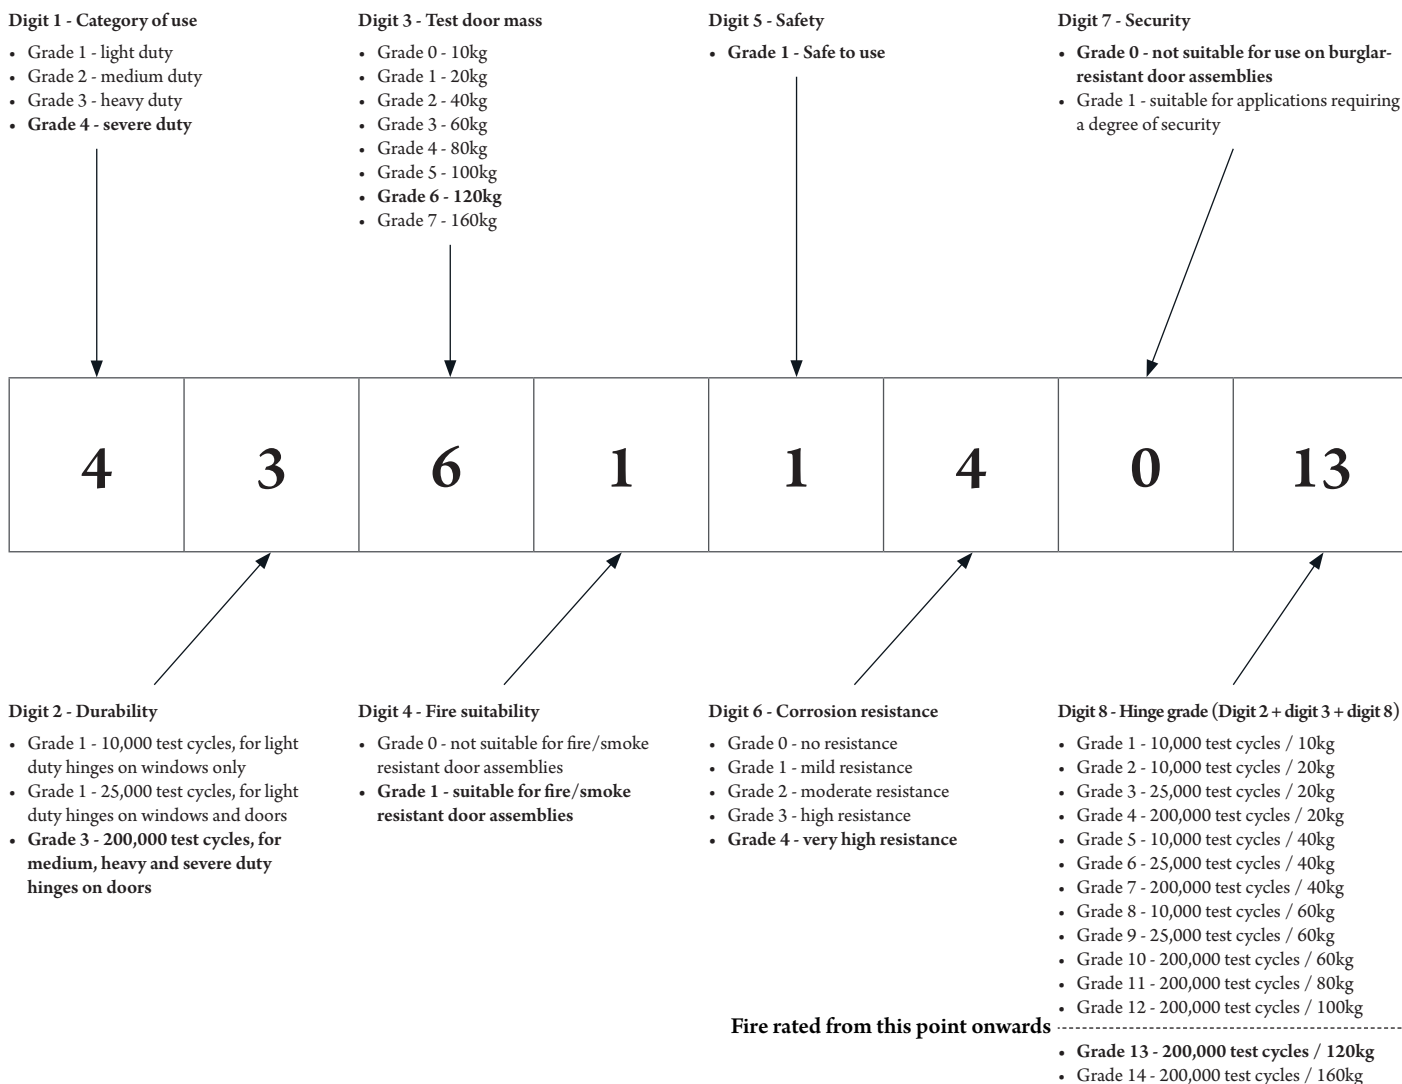 Digit 1 - Category of use
• Grade 1 - light duty
• Grade 2 - medium duty
• Grade 3 - heavy duty
• Grade 4 - severe duty
Digit 3 - Test door mass
• Grade 0 - 10kg
• Grade 1 - 20kg
• Grade 2 - 40kg
• Grade 3 - 60kg
• Grade 4 - 80kg
• Grade 5 - 100kg
• Grade 6 - 120kg
• Grade 7 - 160kg
Digit 5 - Safety
• Grade 1 - Safe to use
Digit 7 - Security
• Grade 0 - not suitable for use on burglar-
resistant door assemblies
• Grade 1 - suitable for applications requiring
a degree of security
4 3 6 1 1 4 0 13
Digit 2 - Durability
• Grade 1 - 10,000 test cycles, for light
duty hinges on windows only
• Grade 1 - 25,000 test cycles, for light
duty hinges on windows and doors
• Grade 3 - 200,000 test cycles, for
medium, heavy and severe duty
hinges on doors
Digit 4 - Fire suitability
• Grade 0 - not suitable for fire/smoke
resistant door assemblies
• Grade 1 - suitable for fire/smoke
resistant door assemblies
Digit 6 - Corrosion resistance
• Grade 0 - no resistance
• Grade 1 - mild resistance
• Grade 2 - moderate resistance
• Grade 3 - high resistance
• Grade 4 - very high resistance
Digit 8 - Hinge grade (Digit 2 + digit 3 + digit 8)
• Grade 1 - 10,000 test cycles / 10kg
• Grade 2 - 10,000 test cycles / 20kg
• Grade 3 - 25,000 test cycles / 20kg
• Grade 4 - 200,000 test cycles / 20kg
• Grade 5 - 10,000 test cycles / 40kg
• Grade 6 - 25,000 test cycles / 40kg
• Grade 7 - 200,000 test cycles / 40kg
• Grade 8 - 10,000 test cycles / 60kg
• Grade 9 - 25,000 test cycles / 60kg
• Grade 10 - 200,000 test cycles / 60kg
• Grade 11 - 200,000 test cycles / 80kg
• Grade 12 - 200,000 test cycles / 100kg
Fire rated from this point onwards
• Grade 13 - 200,000 test cycles / 120kg
• Grade 14 - 200,000 test cycles / 160kg